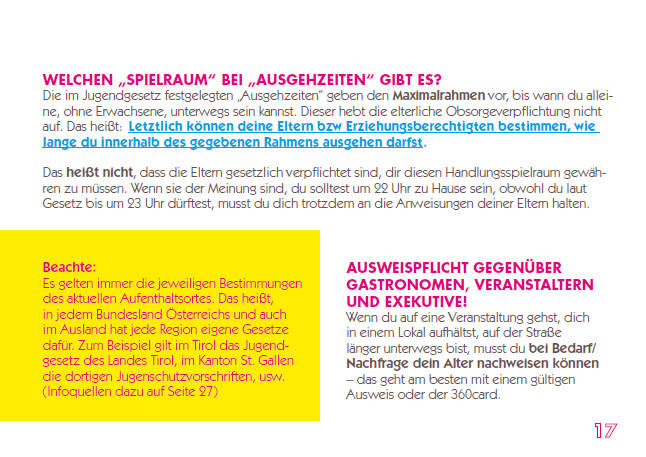 WELCHEN „SPIELRAUM“ BEI „AUSGEHZEITEN“ GIBT ES?
Die im Jugendgesetz festgelegten „Ausgehzeiten“ geben den Maximalrahmen vor, bis wann du allei-
ne, ohne Erwachsene, unterwegs sein kannst. Dieser hebt die elterliche Obsorgeverpflichtung nicht
auf. Das heißt: Letztlich können deine Eltern bzw Erziehungsberechtigten bestimmen, wie
lange du innerhalb des gegebenen Rahmens ausgehen darfst.
Das heißt nicht, dass die Eltern gesetzlich verpflichtet sind, dir diesen Handlungsspielraum gewäh-
ren zu müssen. Wenn sie der Meinung sind, du solltest um 22 Uhr zu Hause sein, obwohl du laut
Gesetz bis um 23 Uhr dürftest, musst du dich trotzdem an die Anweisungen deiner Eltern halten.
Beachte:
Es gelten immer die jeweiligen Bestimmungen
des aktuellen Aufenthaltsortes. Das heißt,
in jedem Bundesland Österreichs und auch
im Ausland hat jede Region eigene Gesetze
dafür. Zum Beispiel gilt im Tirol das Jugend-
gesetz des Landes Tirol, im Kanton St. Gallen
die dortigen Jugenschutzvorschriften, usw.
(Infoquellen dazu auf Seite 27)
AUSWEISPFLICHT GEGENÜBER
GASTRONOMEN, VERANSTALTERN
UND EXEKUTIVE!
Wenn du auf eine Veranstaltung gehst, dich
in einem Lokal aufhältst, auf der Straße
länger unterwegs bist, musst du bei Bedarf/
Nachfrage dein Alter nachweisen können
– das geht am besten mit einem gültigen
Ausweis oder der 360card.
17